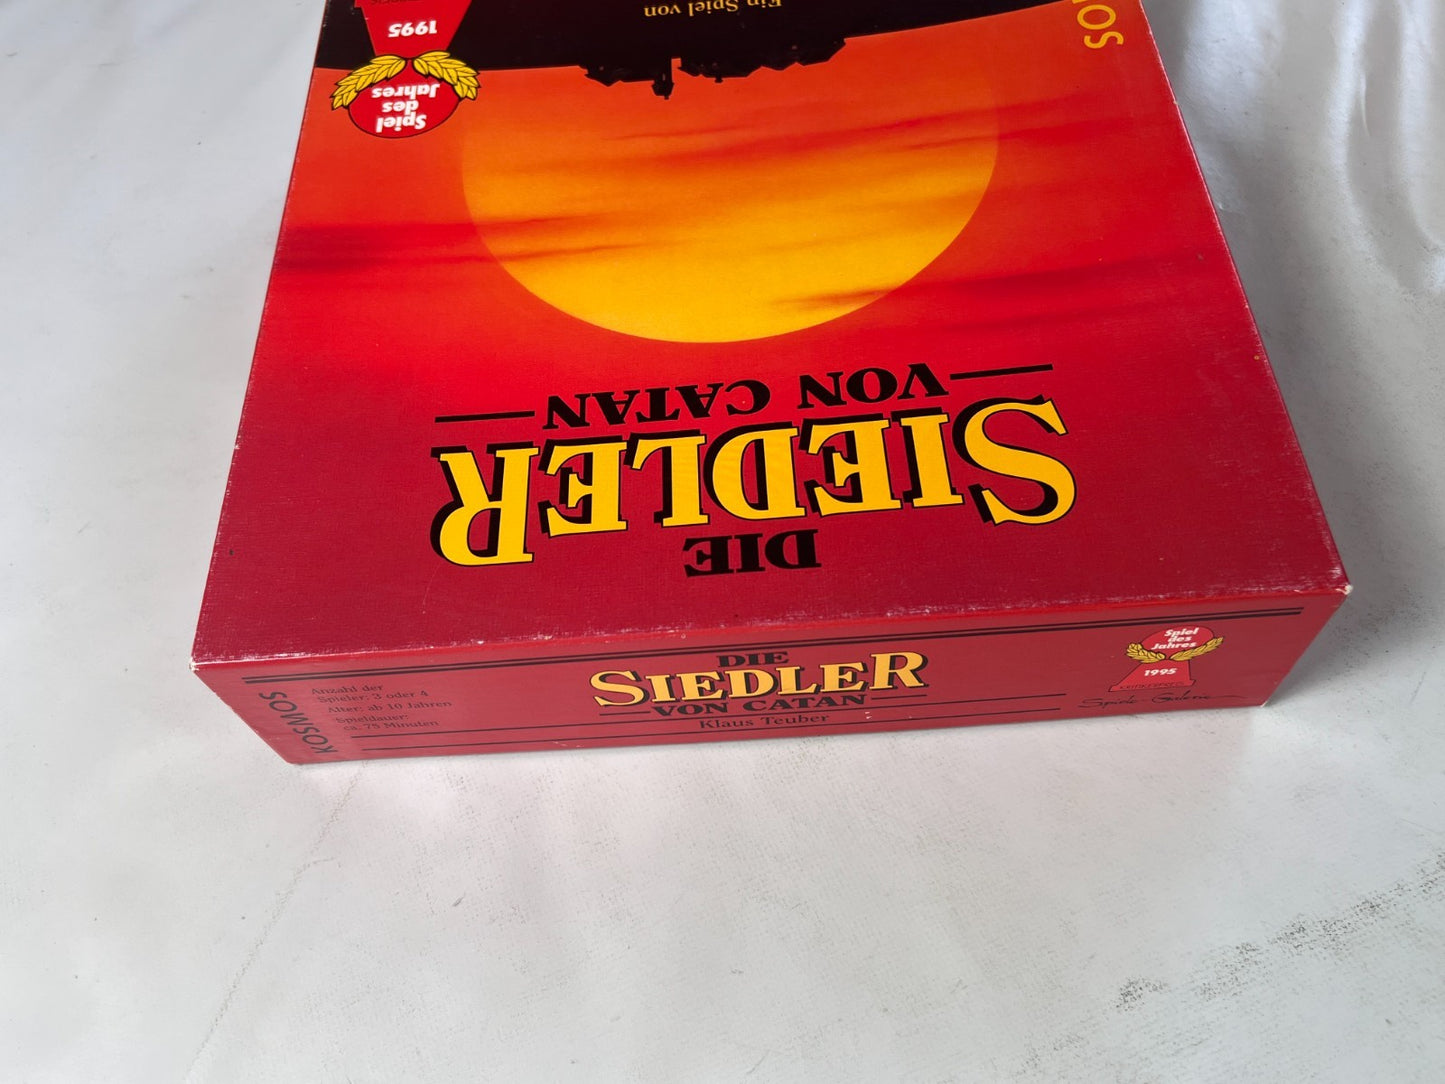 Ein Spiel von
1995
Spiel
des
Jahres
DIE
SIEDLER
VON CATAN
KOSMOS
Anzahl der
Spieler: 3 oder 4
Alter: ab 10 Jahren
Spieldauer:
ca. 75 Minuten
DIE
SIEDLER
VON CATAN
Klaus Teuber
Spiel
des
Jahres
1995
Spiele-Galerie